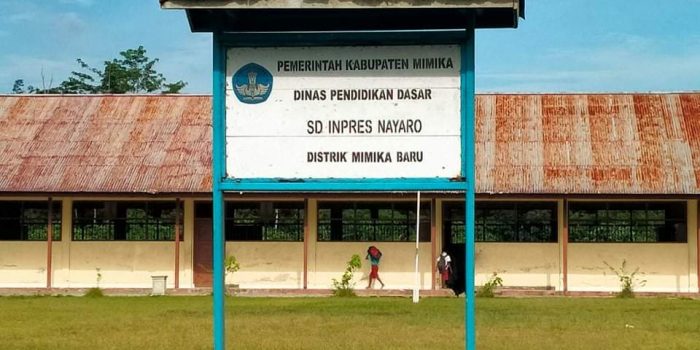 PEMERINTAH KABUPATEN MIMIKA
DINAS PENDIDIKAN DASAR
SD INPRES NAYARO
DISTRIK MIMIKA BARU